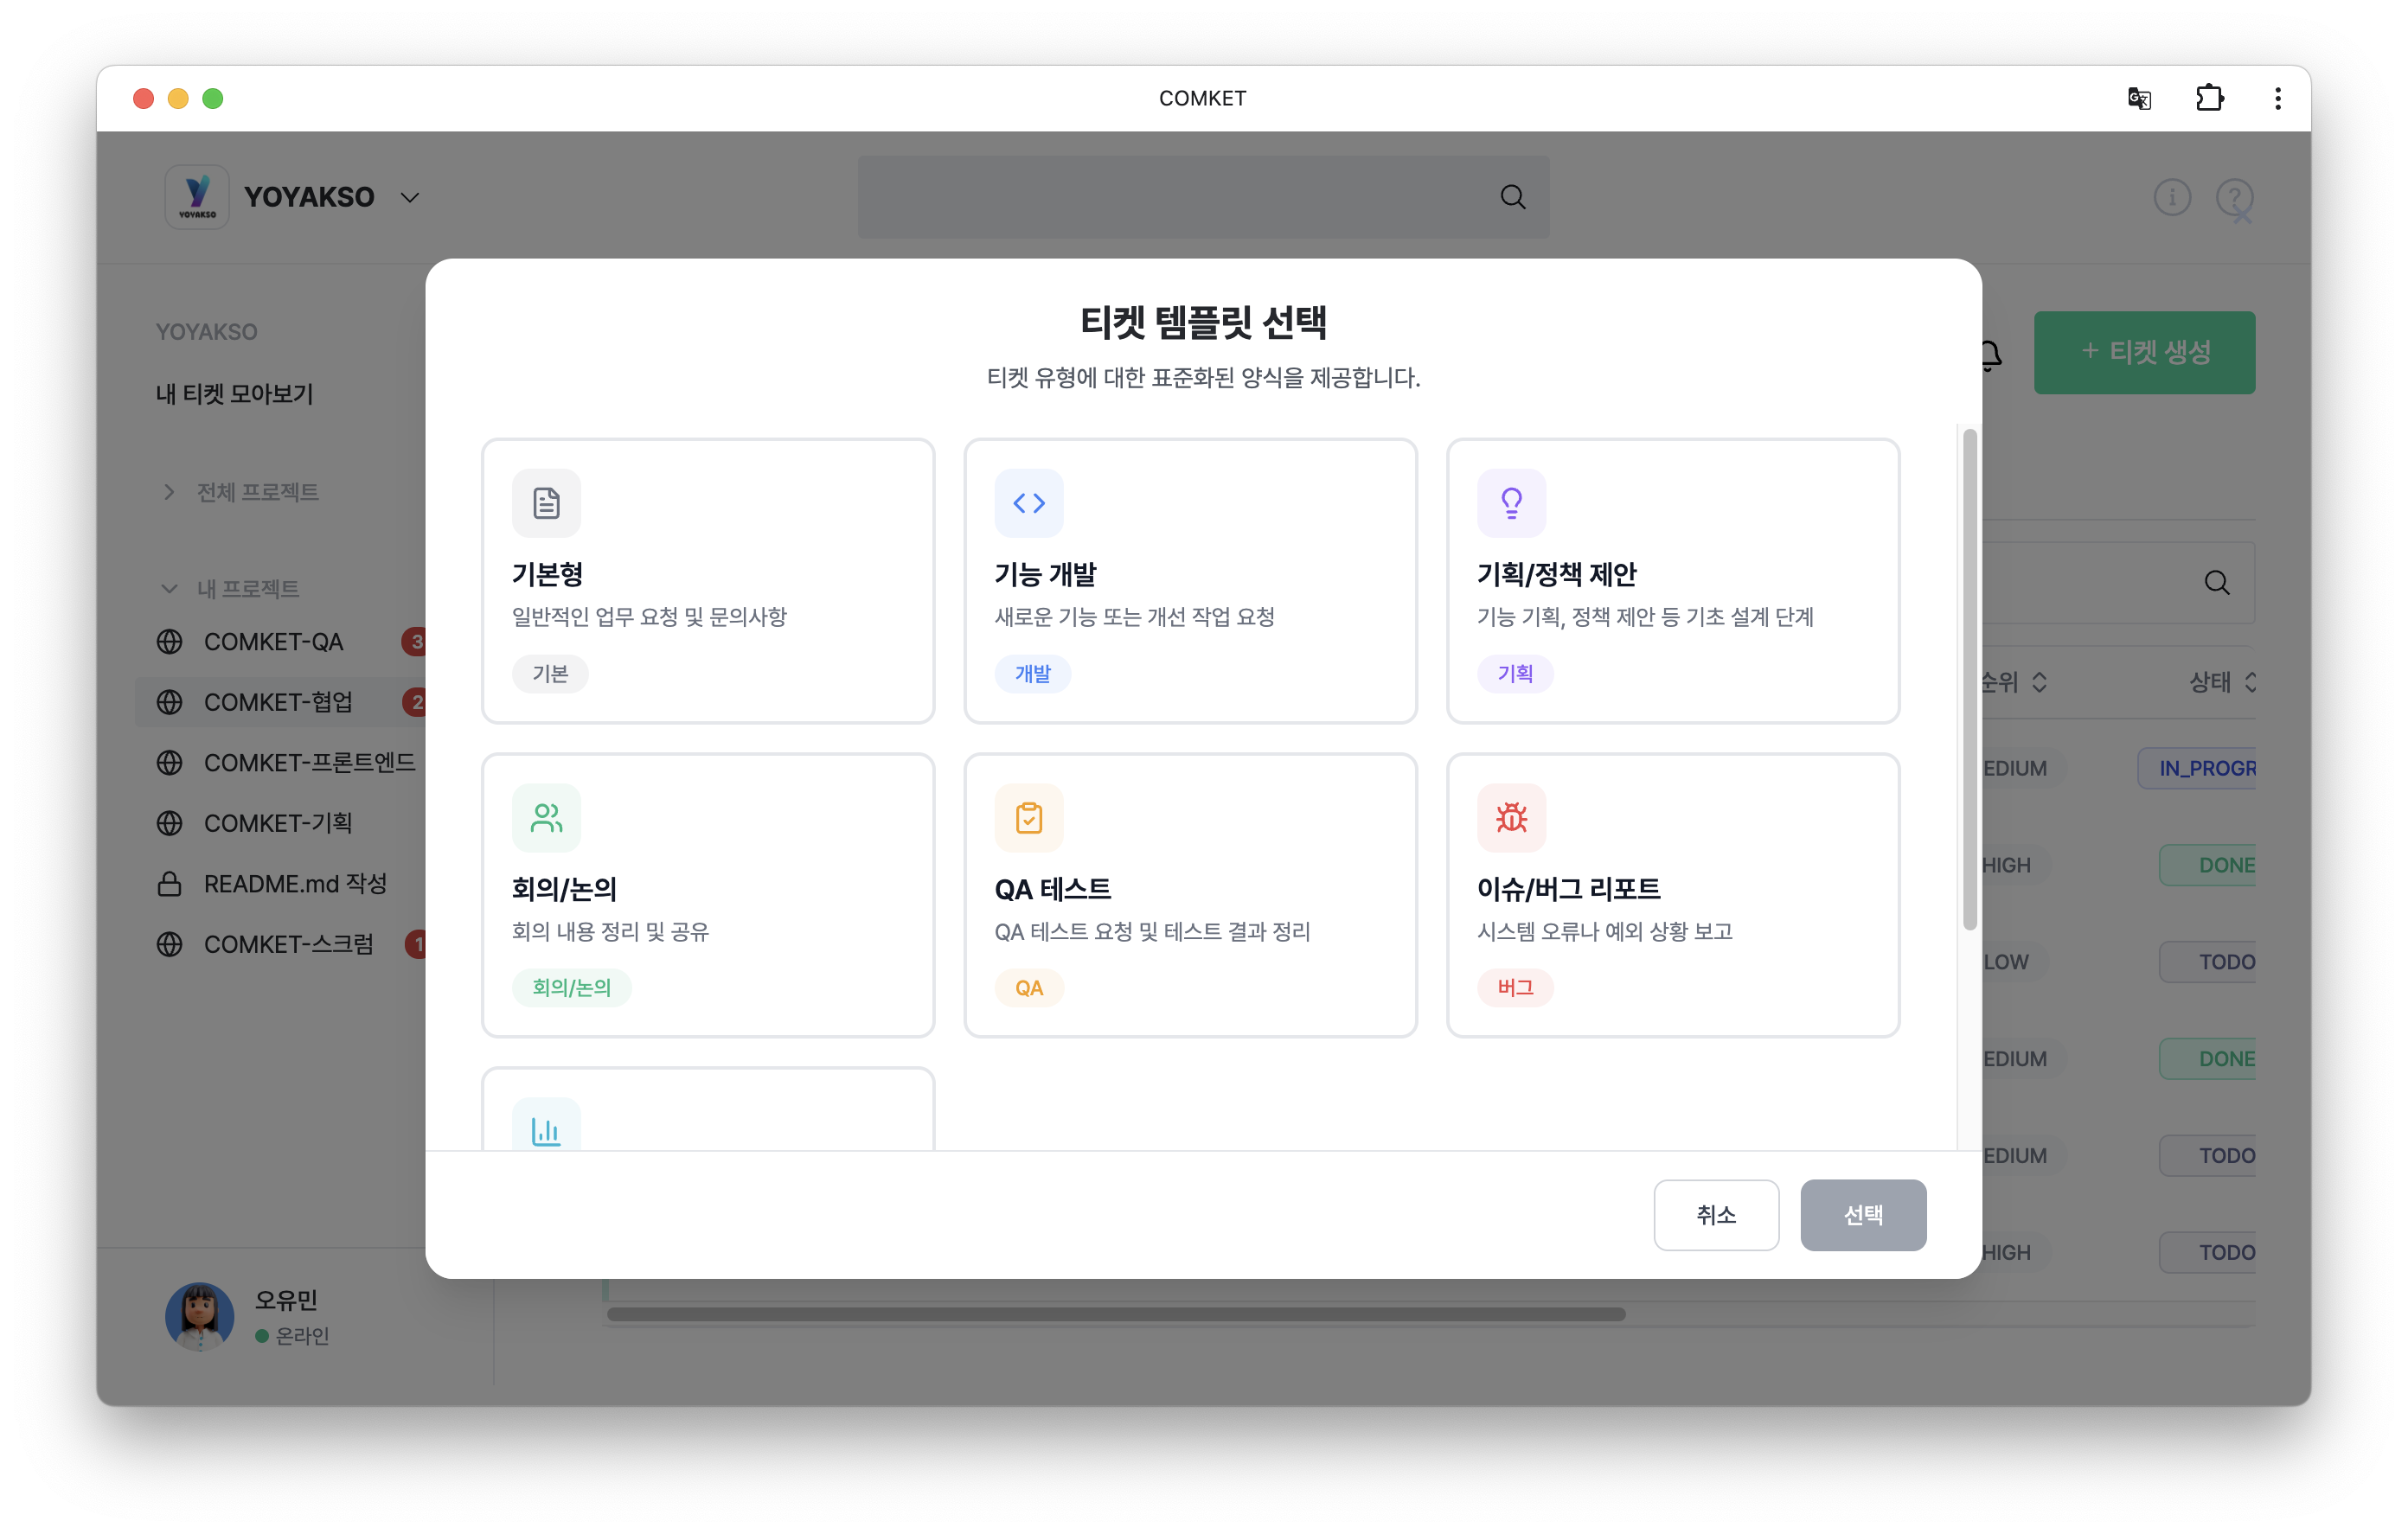 COMKET
YOYAKSO
YOYAKSO
YOYAKSO
내 티켓 모아보기
전체 프로젝트
내 프로젝트
COMKET-QA 3
COMKET-협업 2
COMKET-프론트엔드
COMKET-기획
README.md 작성
COMKET-스크럼 1
오유민
온라인
티켓 템플릿 선택
티켓 유형에 대한 표준화된 양식을 제공합니다.
기본형
일반적인 업무 요청 및 문의사항
기본
기능 개발
새로운 기능 또는 개선 작업 요청
개발
기획/정책 제안
기능 기획, 정책 제안 등 기초 설계 단계
기획
회의/논의
회의 내용 정리 및 공유
회의/논의
QA 테스트
QA 테스트 요청 및 테스트 결과 정리
QA
이슈/버그 리포트
시스템 오류나 예외 상황 보고
버그
취소
선택
+ 티켓 생성
순위 상태
EDIUM IN_PROGR
HIGH DONE
LOW TODO
EDIUM DONE
EDIUM TODO
HIGH TODO